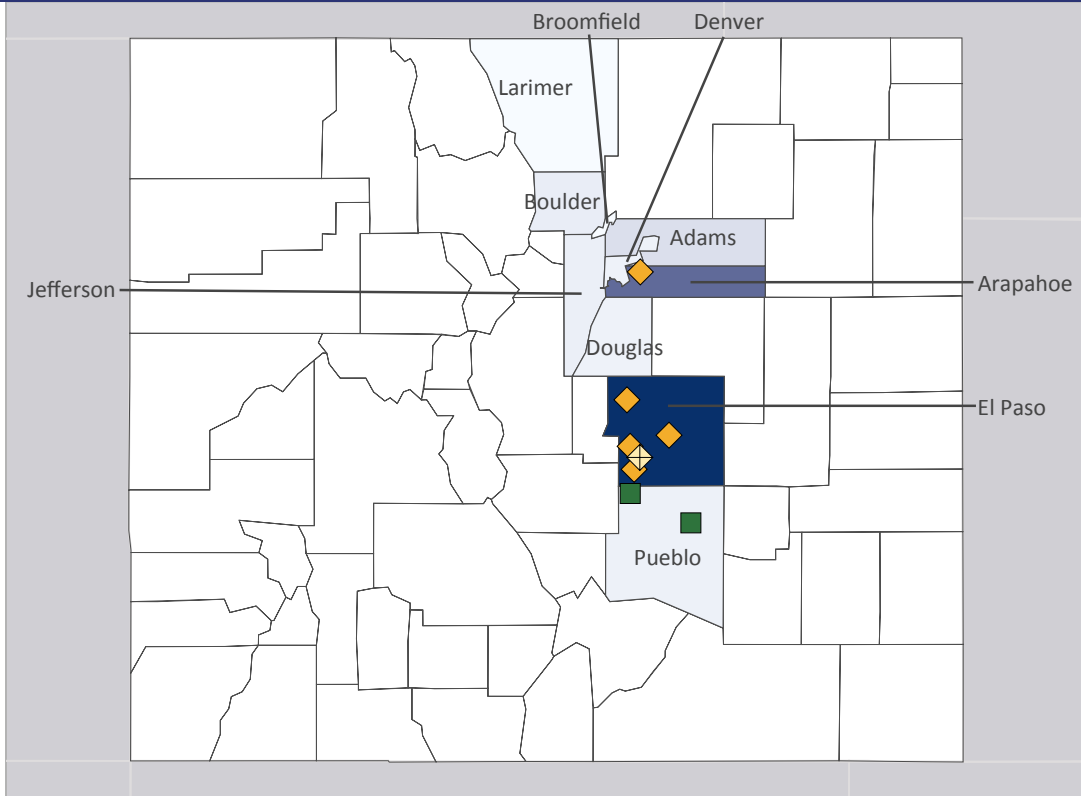 Broomfield
Denver
Larimer
Boulder
Adams
Jefferson
Arapahoe
Douglas
El Paso
Pueblo